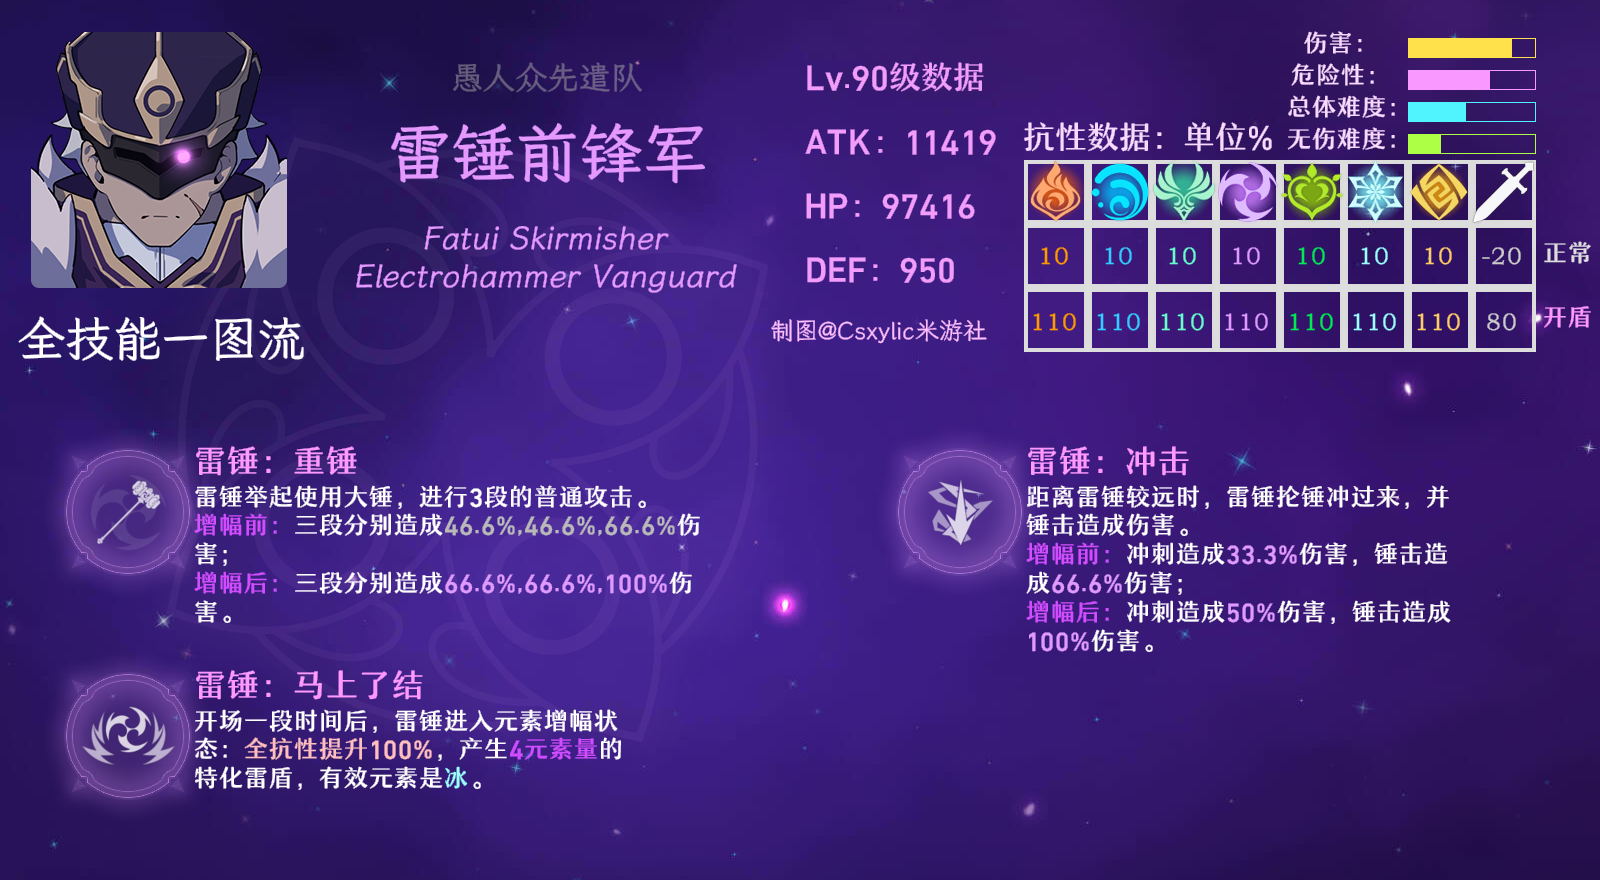 愚人众先遣队
雷锤前锋军
Fatui Skirmisher
Electrohammer Vanguard
全技能一图流
Lv.90级数据
ATK：11419
HP：97416
DEF：950
制图@Csxylic米游社
伤害：
危险性：
总体难度：
无伤难度：
抗性数据：单位%
10 10 10 10 10 10 10 -20 正常
110 110 110 110 110 110 110 80 开盾
雷锤：重锤
雷锤举起使用大锤，进行3段的普通攻击。
增幅前：三段分别造成46.6%,46.6%,66.6%伤
害；
增幅后：三段分别造成66.6%,66.6%,100%伤
害。
雷锤：冲击
距离雷锤较远时，雷锤抡锤冲过来，并
锤击造成伤害。
增幅前：冲刺造成33.3%伤害，锤击造
成66.6%伤害；
增幅后：冲刺造成50%伤害，锤击造成
100%伤害。
雷锤：马上了结
开场一段时间后，雷锤进入元素增幅状
态：全抗性提升100%，产生4元素量的
特化雷盾，有效元素是冰。